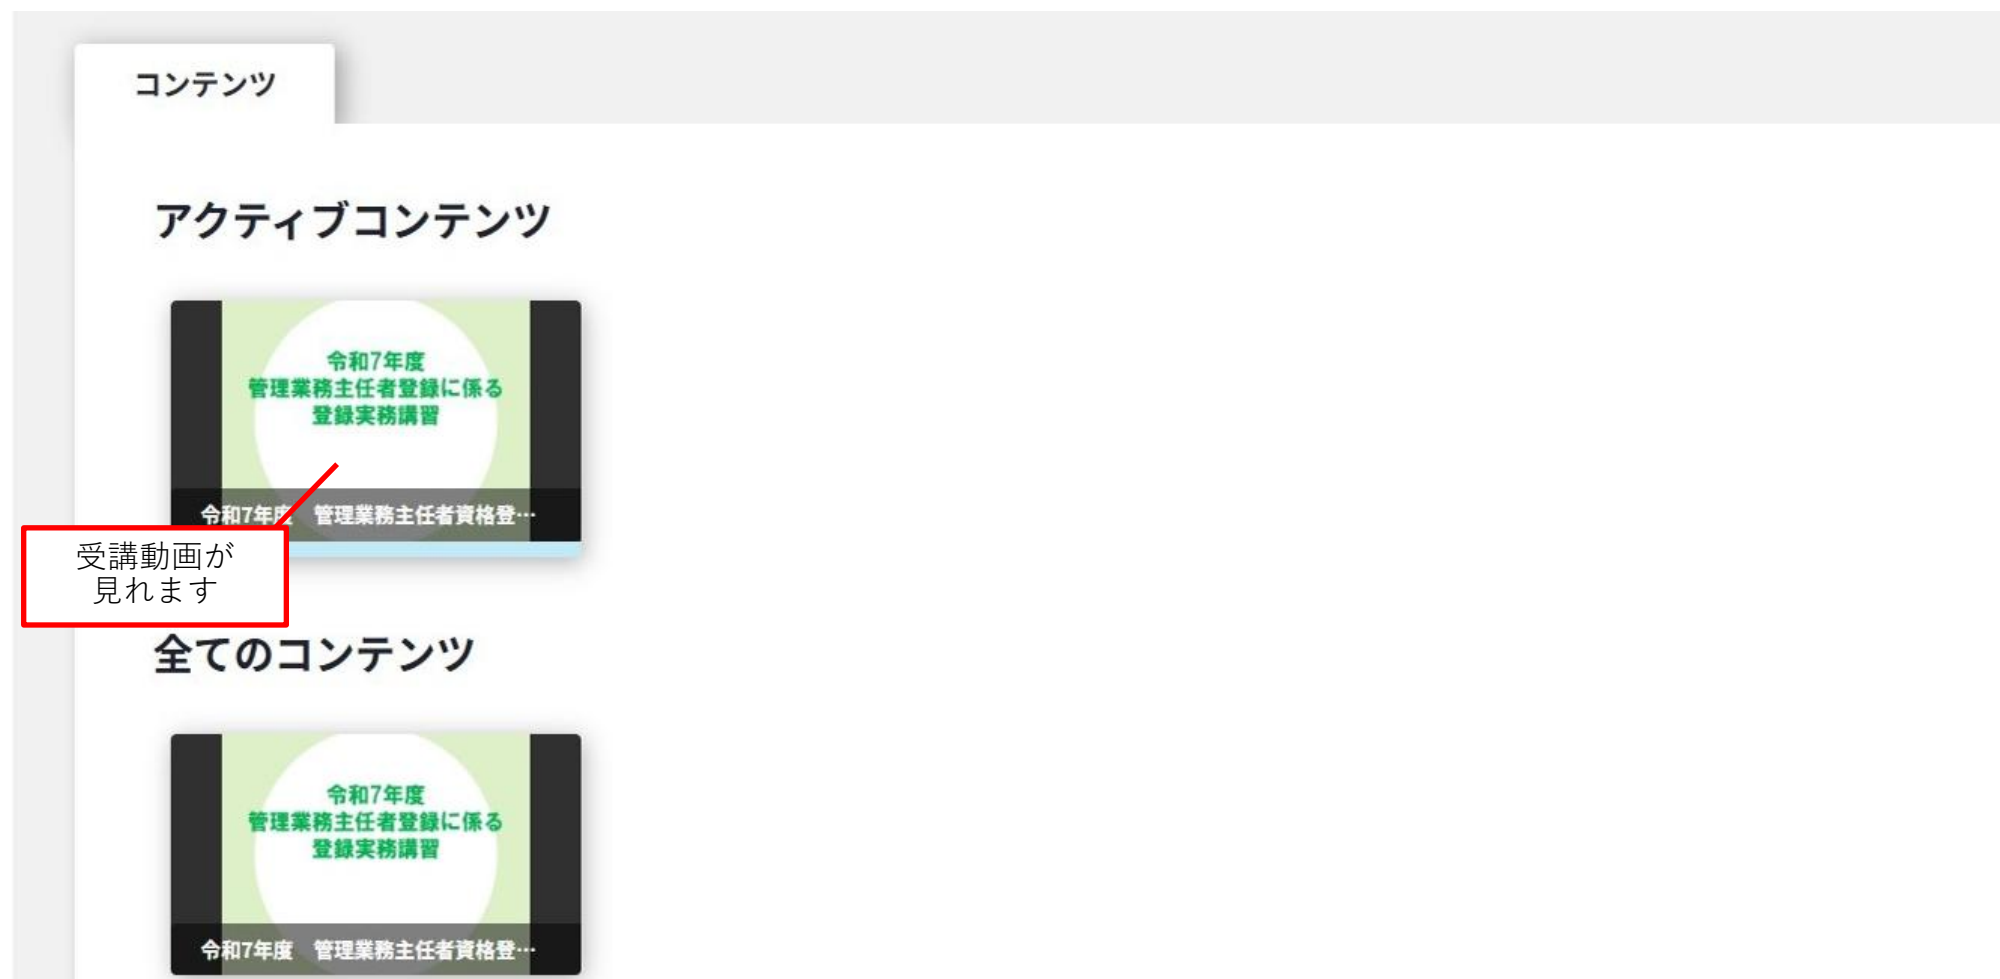 コンテンツ
アクティブコンテンツ
令和7年度
管理業務主任者登録に係る
登録実務講習
令和7年度　管理業務主任者資格登…
受講動画が
見れます
全てのコンテンツ
令和7年度
管理業務主任者登録に係る
登録実務講習
令和7年度　管理業務主任者資格登…